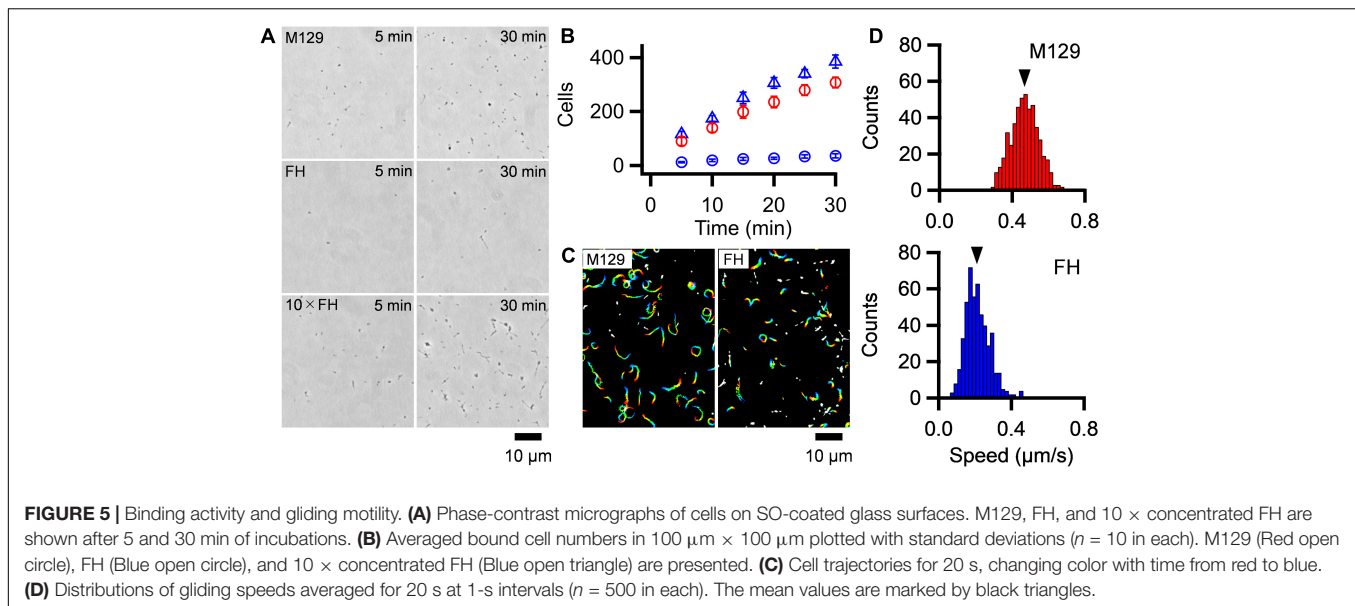 A
M129 5 min 30 min
FH 5 min 30 min
10 × FH 5 min 30 min
10 µm
B
Cells
400
200
0
0 10 20 30
Time (min)
C
M129 FH
10 µm
D
M129
Counts
80
60
40
20
0
0.0 0.4 0.8
FH
Counts
80
60
40
20
0
0.0 0.4 0.8
Speed (µm/s)
FIGURE 5 | Binding activity and gliding motility. (A) Phase-contrast micrographs of cells on SO-coated glass surfaces. M129, FH, and 10 × concentrated FH are
shown after 5 and 30 min of incubations. (B) Averaged bound cell numbers in 100 µm × 100 µm plotted with standard deviations (n = 10 in each). M129 (Red open
circle), FH (Blue open circle), and 10 × concentrated FH (Blue open triangle) are presented. (C) Cell trajectories for 20 s, changing color with time from red to blue.
(D) Distributions of gliding speeds averaged for 20 s at 1-s intervals (n = 500 in each). The mean values are marked by black triangles.